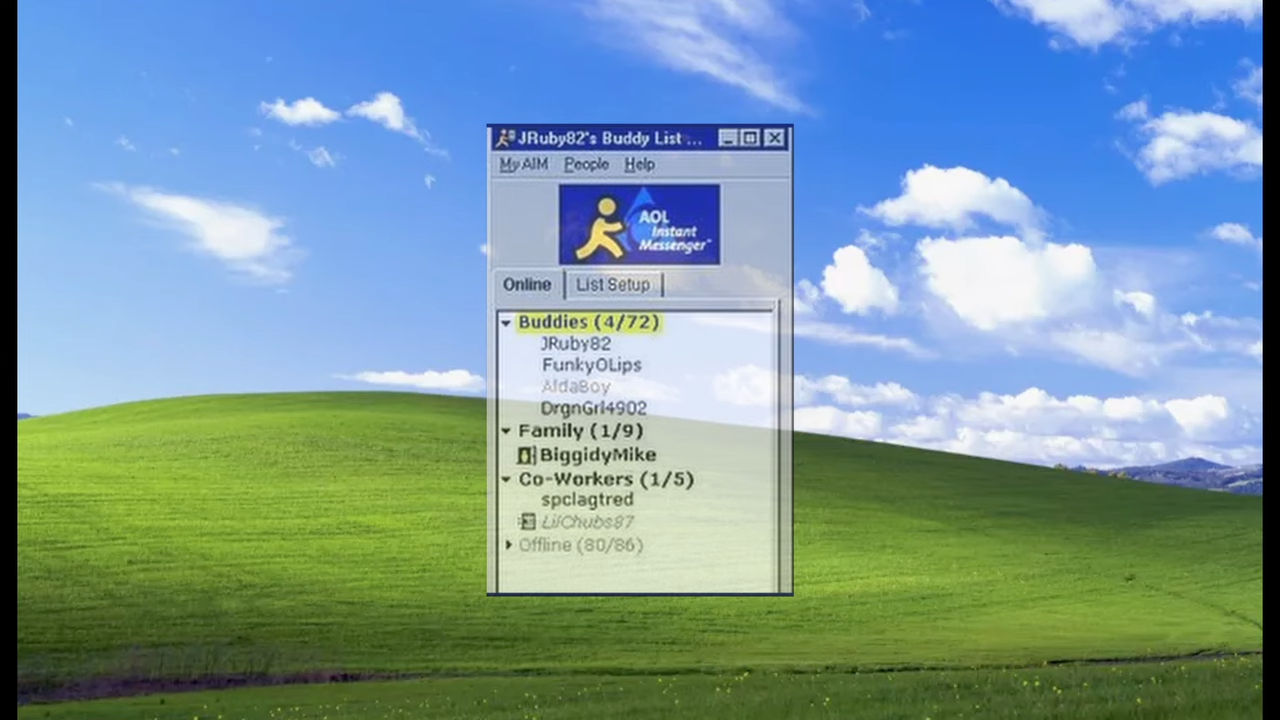 JRuby82's Buddy List ...
My AIM People Help
AOL
Instant
Messenger™
Online List Setup
Buddies (4/72)
JRuby82
FunkyOLips
AldaBoy
DrgnGrl4902
Family (1/9)
BiggidyMike
Co-Workers (1/5)
spclagtred
LilChubs87
Offline (80/86)